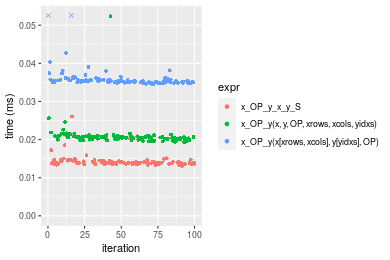 0.05
0.04
0.03
0.02
0.01
0.00
time (ms)
0 25 50 75 100
iteration
expr
x_OP_y_x_y_S
x_OP_y(x, y, OP, xrows, xcols, yidxs)
x_OP_y(x[xrows, xcols], y[yidxs], OP)